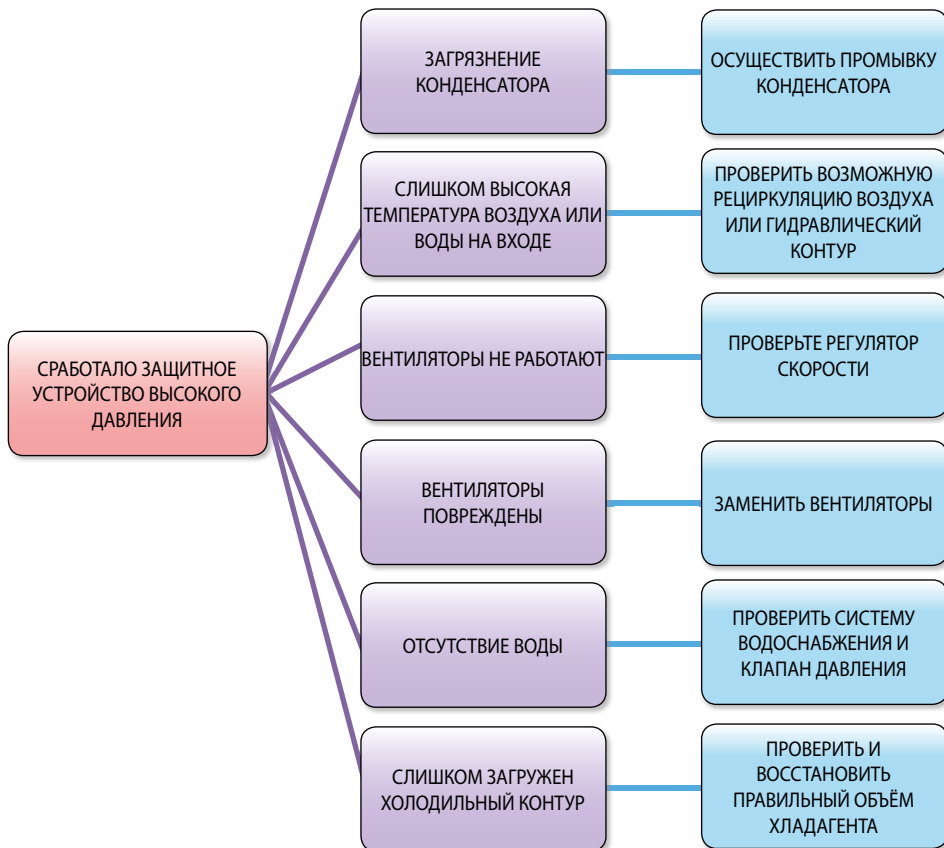 СРАБОТАЛО ЗАЩИТНОЕ
УСТРОЙСТВО ВЫСОКОГО
ДАВЛЕНИЯ
ЗАГРЯЗНЕНИЕ
КОНДЕНСАТОРА
ОСУЩЕСТВИТЬ ПРОМЫВКУ
КОНДЕНСАТОРА
СЛИШКОМ ВЫСОКАЯ
ТЕМПЕРАТУРА ВОЗДУХА ИЛИ
ВОДЫ НА ВХОДЕ
ПРОВЕРИТЬ ВОЗМОЖНУЮ
РЕЦИРКУЛЯЦИЮ ВОЗДУХА
ИЛИ ГИДРАВЛИЧЕСКИЙ
КОНТУР
ВЕНТИЛЯТОРЫ НЕ РАБОТАЮТ
ПРОВЕРЬТЕ РЕГУЛЯТОР
СКОРОСТИ
ВЕНТИЛЯТОРЫ
ПОВРЕЖДЕНЫ
ЗАМЕНИТЬ ВЕНТИЛЯТОРЫ
ОТСУТСТВИЕ ВОДЫ
ПРОВЕРИТЬ СИСТЕМУ
ВОДОСНАБЖЕНИЯ И
КЛАПАН ДАВЛЕНИЯ
СЛИШКОМ ЗАГРУЖЕН
ХОЛОДИЛЬНЫЙ КОНТУР
ПРОВЕРИТЬ И
ВОССТАНОВИТЬ
ПРАВИЛЬНЫЙ ОБЪЁМ
ХЛАДАГЕНТА